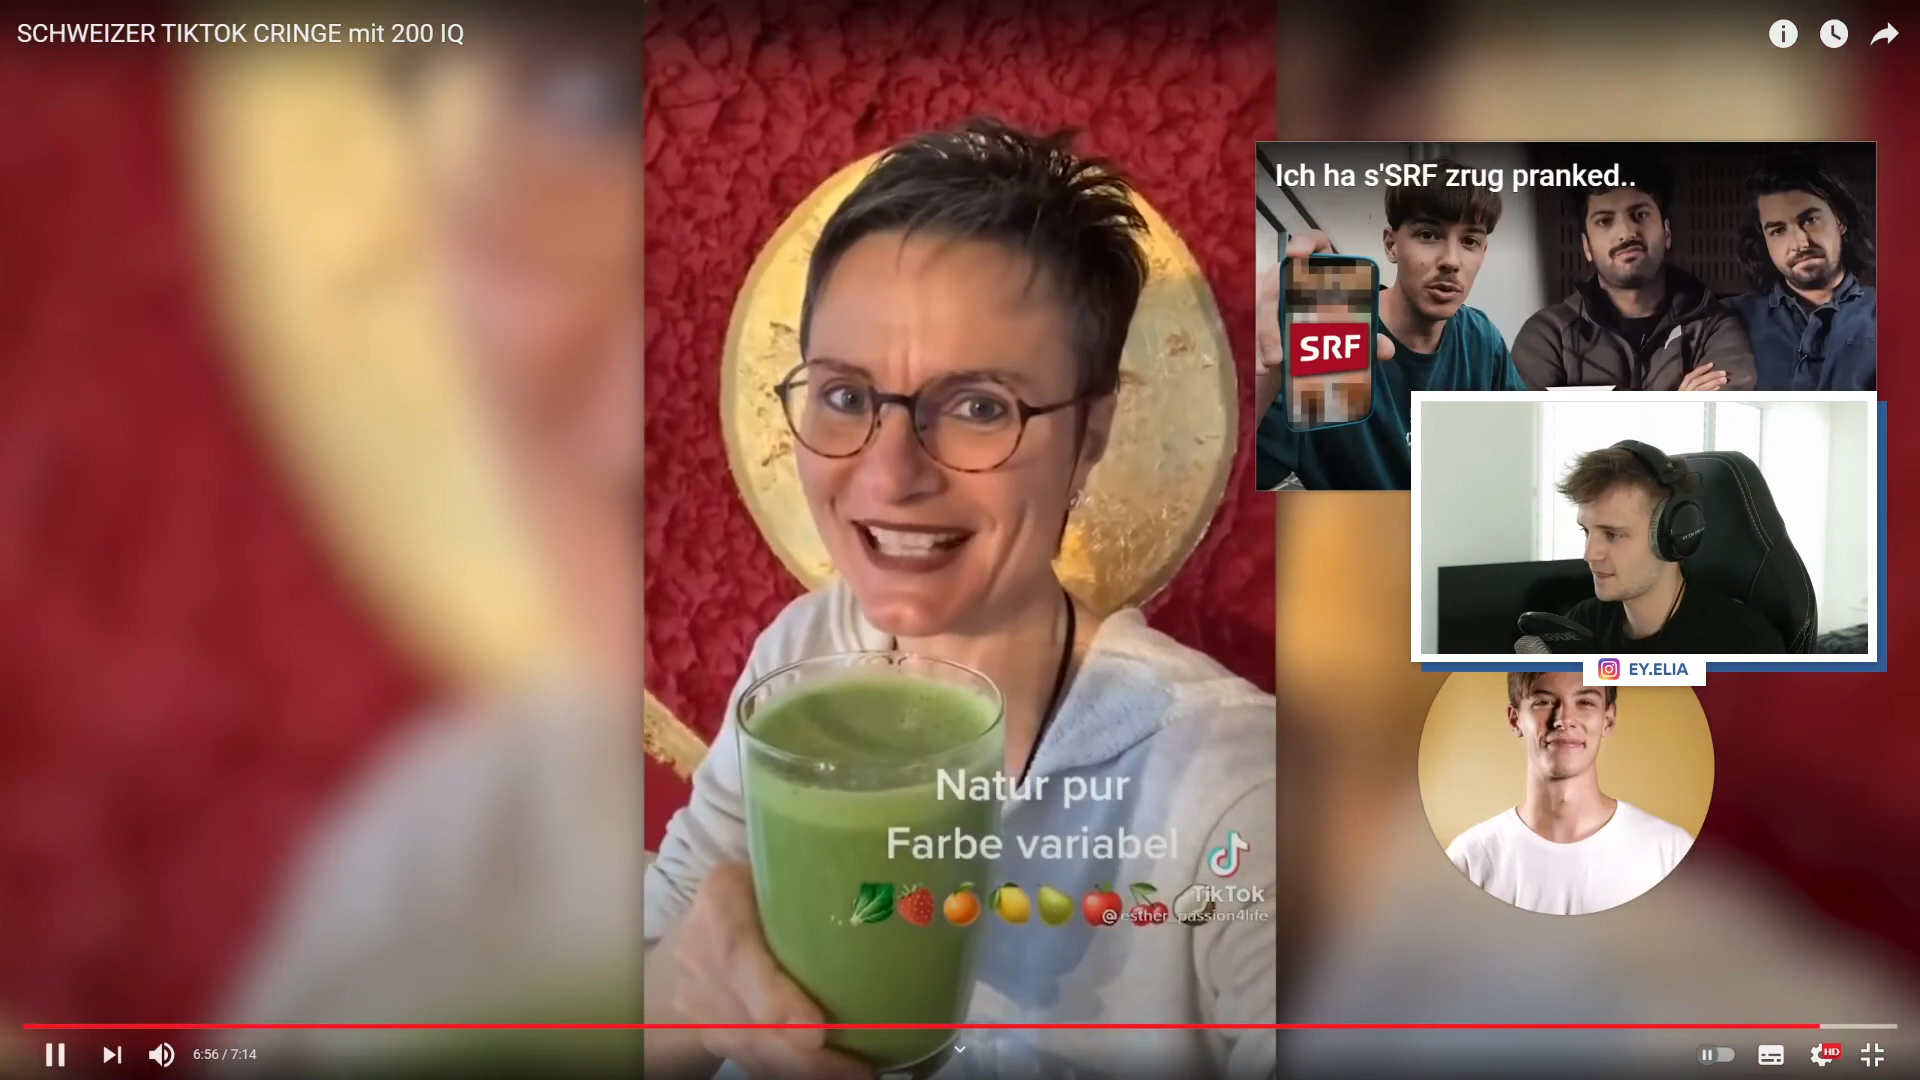 SCHWEIZER TIKTOK CRINGE mit 200 IQ
Ich ha s'SRF zrug pranked..
SRF
EY.ELIA
Natur pur
Farbe variabel
TikTok
@esther_passion4life
6:56 / 7:14
HD